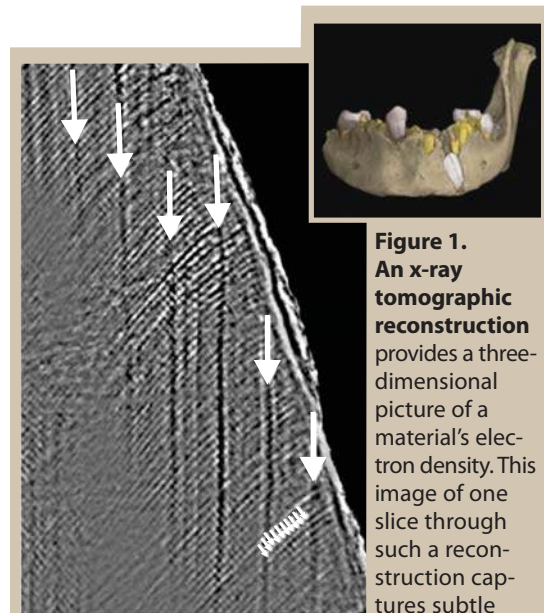 Figure 1.
An x-ray
tomographic
reconstruction
provides a three-
dimensional
picture of a
material's elec-
tron density. This
image of one
slice through
such a recon-
struction cap-
tures subtle